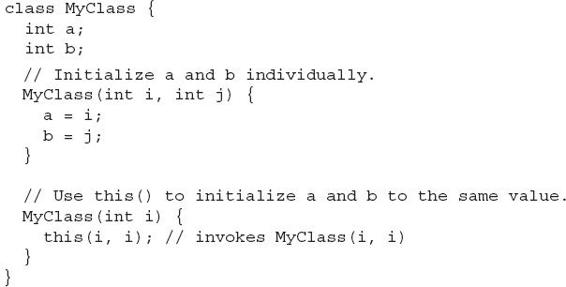 class MyClass {
int a;
int b;
// Initialize a and b individually.
MyClass(int i, int j) {
a = i;
b = j;
}
// Use this() to initialize a and b to the same value.
MyClass(int i) {
this(i, i); // invokes MyClass(i, i)
}
}